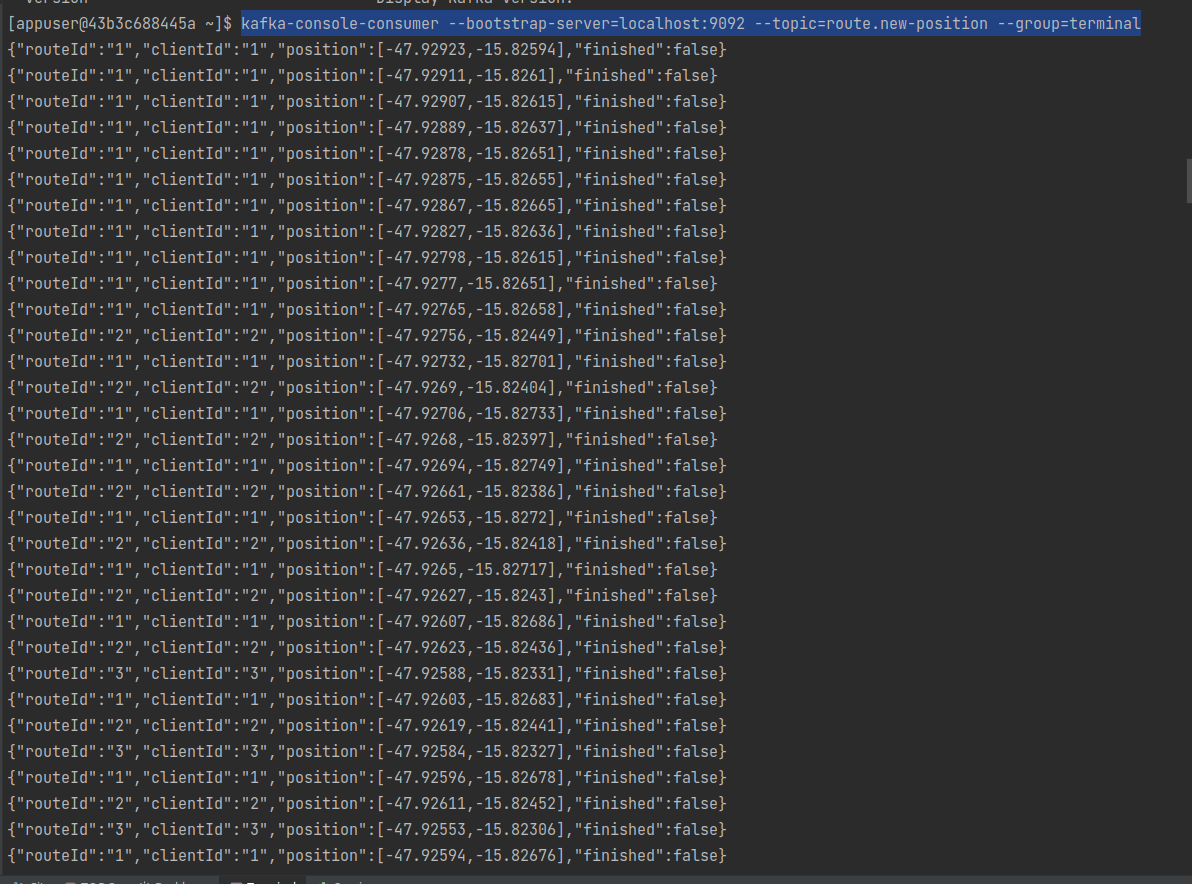 [appuser@43b3c688445a ~]$ kafka-console-consumer --bootstrap-server=localhost:9092 --topic=route.new-position --group=terminal
{"routeId":"1","clientId":"1","position":[-47.92923,-15.82594],"finished":false}
{"routeId":"1","clientId":"1","position":[-47.92911,-15.8261],"finished":false}
{"routeId":"1","clientId":"1","position":[-47.92907,-15.82615],"finished":false}
{"routeId":"1","clientId":"1","position":[-47.92889,-15.82637],"finished":false}
{"routeId":"1","clientId":"1","position":[-47.92878,-15.82651],"finished":false}
{"routeId":"1","clientId":"1","position":[-47.92875,-15.82655],"finished":false}
{"routeId":"1","clientId":"1","position":[-47.92867,-15.82665],"finished":false}
{"routeId":"1","clientId":"1","position":[-47.92827,-15.82636],"finished":false}
{"routeId":"1","clientId":"1","position":[-47.92798,-15.82615],"finished":false}
{"routeId":"1","clientId":"1","position":[-47.9277,-15.82651],"finished":false}
{"routeId":"1","clientId":"1","position":[-47.92765,-15.82658],"finished":false}
{"routeId":"2","clientId":"2","position":[-47.92756,-15.82449],"finished":false}
{"routeId":"1","clientId":"1","position":[-47.92732,-15.82701],"finished":false}
{"routeId":"2","clientId":"2","position":[-47.9269,-15.82404],"finished":false}
{"routeId":"1","clientId":"1","position":[-47.92706,-15.82733],"finished":false}
{"routeId":"2","clientId":"2","position":[-47.9268,-15.82397],"finished":false}
{"routeId":"1","clientId":"1","position":[-47.92694,-15.82749],"finished":false}
{"routeId":"2","clientId":"2","position":[-47.92661,-15.82386],"finished":false}
{"routeId":"1","clientId":"1","position":[-47.92653,-15.8272],"finished":false}
{"routeId":"2","clientId":"2","position":[-47.92636,-15.82418],"finished":false}
{"routeId":"1","clientId":"1","position":[-47.9265,-15.82717],"finished":false}
{"routeId":"2","clientId":"2","position":[-47.92627,-15.8243],"finished":false}
{"routeId":"1","clientId":"1","position":[-47.92607,-15.82686],"finished":false}
{"routeId":"2","clientId":"2","position":[-47.92623,-15.82436],"finished":false}
{"routeId":"3","clientId":"3","position":[-47.92588,-15.82331],"finished":false}
{"routeId":"1","clientId":"1","position":[-47.92603,-15.82683],"finished":false}
{"routeId":"2","clientId":"2","position":[-47.92619,-15.82441],"finished":false}
{"routeId":"3","clientId":"3","position":[-47.92584,-15.82327],"finished":false}
{"routeId":"1","clientId":"1","position":[-47.92596,-15.82678],"finished":false}
{"routeId":"2","clientId":"2","position":[-47.92611,-15.82452],"finished":false}
{"routeId":"3","clientId":"3","position":[-47.92553,-15.82306],"finished":false}
{"routeId":"1","clientId":"1","position":[-47.92594,-15.82676],"finished":false}